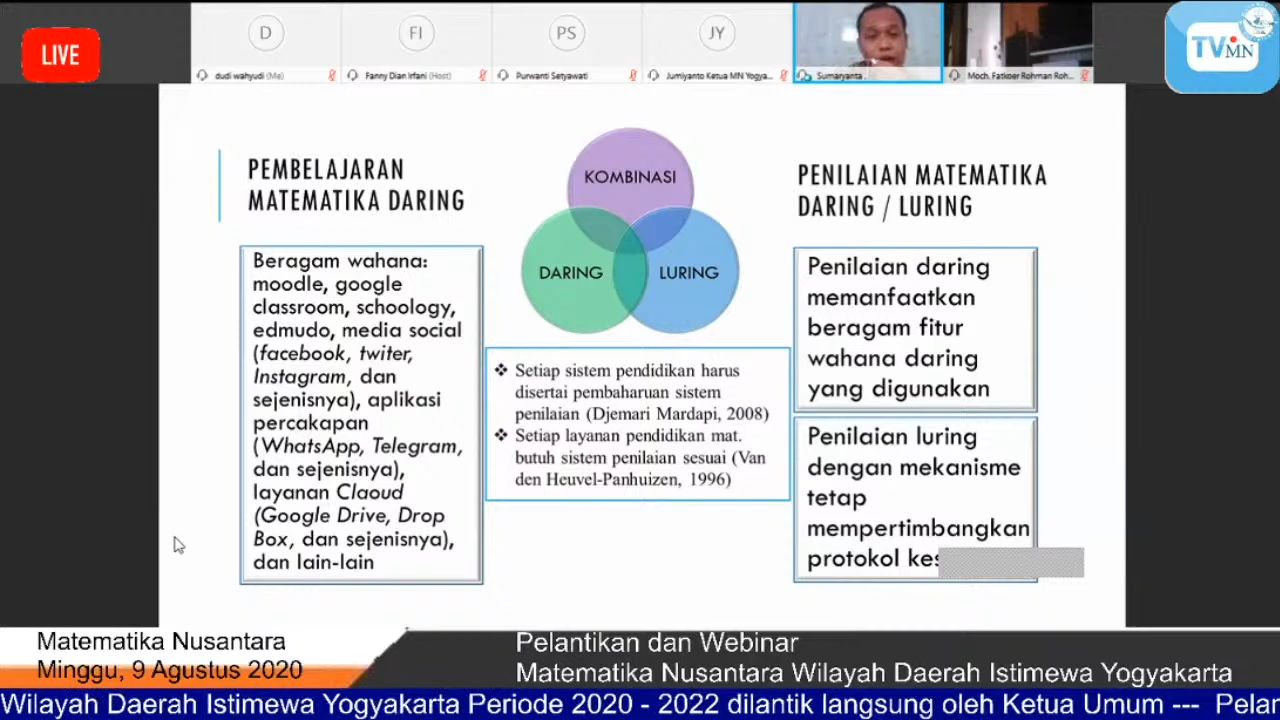 LIVE
D
FI
PS
JY
dudi wahyudi (Me)
Fanny Dian Irfani (Host)
Purwanti Setyawati
Jumiyanto Ketua MN Yogya...
Sumaryanta .
Moch. Fatkoer Rohman Roh...
TViMN
PEMBELAJARAN
MATEMATIKA DARING
Beragam wahana:
moodle, google
classroom, schoology,
edmudo, media social
(facebook, twiter,
Instagram, dan
sejenisnya), aplikasi
percakapan
(WhatsApp, Telegram,
dan sejenisnya),
layanan Claoud
(Google Drive, Drop
Box, dan sejenisnya),
dan lain-lain
KOMBINASI
DARING
LURING
❖ Setiap sistem pendidikan harus
disertai pembaharuan sistem
penilaian (Djemari Mardapi, 2008)
❖ Setiap layanan pendidikan mat.
butuh sistem penilaian sesuai (Van
den Heuvel-Panhuizen, 1996)
PENILAIAN MATEMATIKA
DARING / LURING
Penilaian daring
memanfaatkan
beragam fitur
wahana daring
yang digunakan
Penilaian luring
dengan mekanisme
tetap
mempertimbangkan
protokol kes
Matematika Nusantara
Minggu, 9 Agustus 2020
Pelantikan dan Webinar
Matematika Nusantara Wilayah Daerah Istimewa Yogyakarta
Wilayah Daerah Istimewa Yogyakarta Periode 2020 - 2022 dilantik langsung oleh Ketua Umum --- Pelan